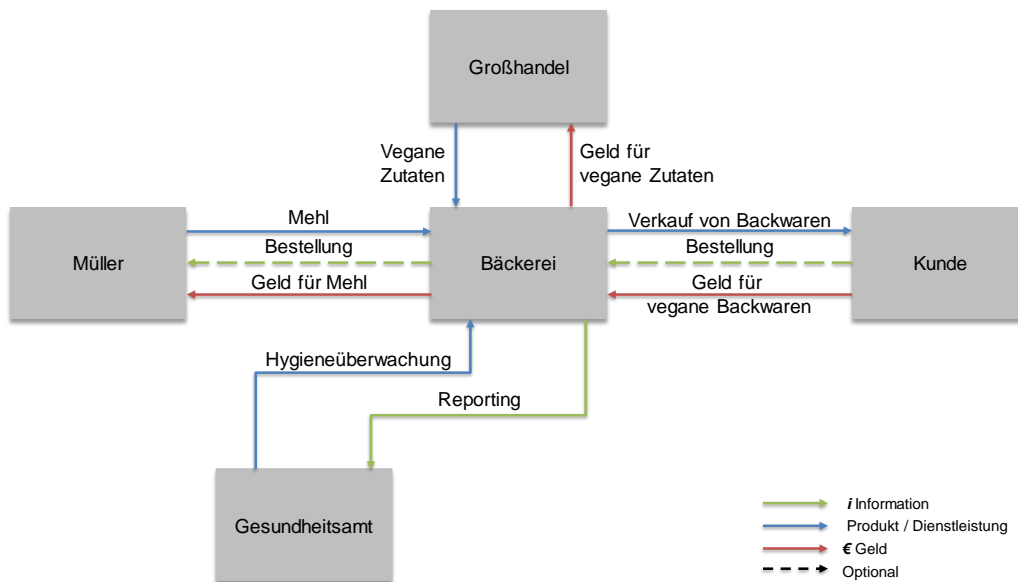 Großhandel
Vegane
Zutaten
Geld für
vegane Zutaten
Mehl
Verkauf von Backwaren
Bestellung
Bestellung
Müller
Bäckerei
Kunde
Geld für Mehl
Geld für
vegane Backwaren
Hygieneüberwachung
Reporting
Gesundheitsamt
i Information
Produkt / Dienstleistung
€ Geld
Optional